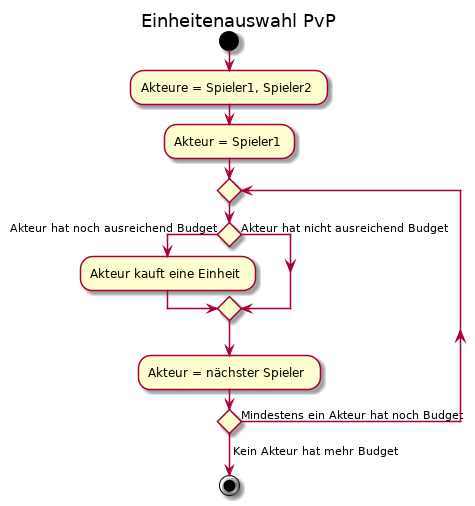 Einheitenauswahl PvP
Akteure = Spieler1, Spieler2
Akteur = Spieler1
Akteur hat noch ausreichend Budget
Akteur hat nicht ausreichend Budget
Akteur kauft eine Einheit
Akteur = nächster Spieler
Mindestens ein Akteur hat noch Budget
Kein Akteur hat mehr Budget